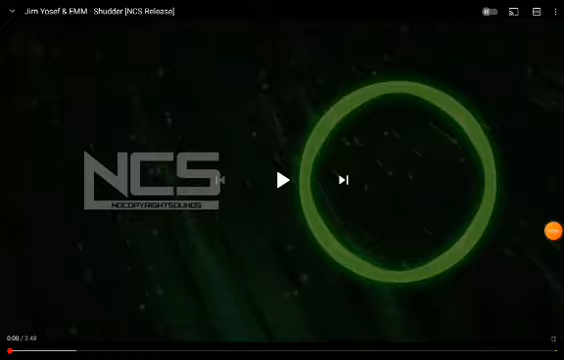 Jim Yosef & EMM - Shudder [NCS Release]
NCS
NOCOPYRIGHTSOUNDS
0:00 / 2:48